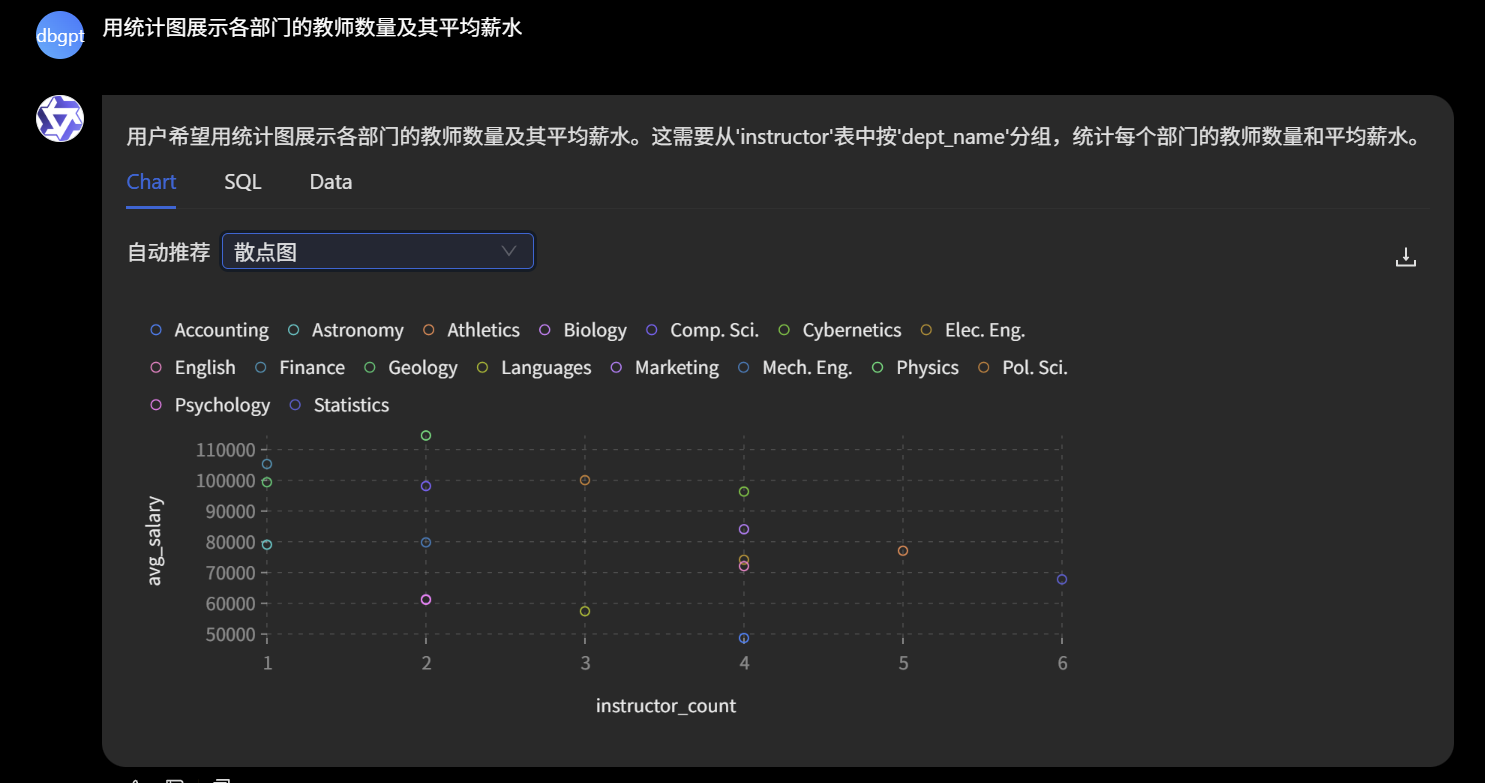 dbgpt 用统计图展示各部门的教师数量及其平均薪水
用户希望用统计图展示各部门的教师数量及其平均薪水。这需要从'instructor'表中按'dept_name'分组，统计每个部门的教师数量和平均薪水。
Chart SQL Data
自动推荐 散点图
Accounting Astronomy Athletics Biology Comp. Sci. Cybernetics Elec. Eng.
English Finance Geology Languages Marketing Mech. Eng. Physics Pol. Sci.
Psychology Statistics
110000
100000
90000
80000
70000
60000
50000
avg_salary
1 2 3 4 5 6
instructor_count